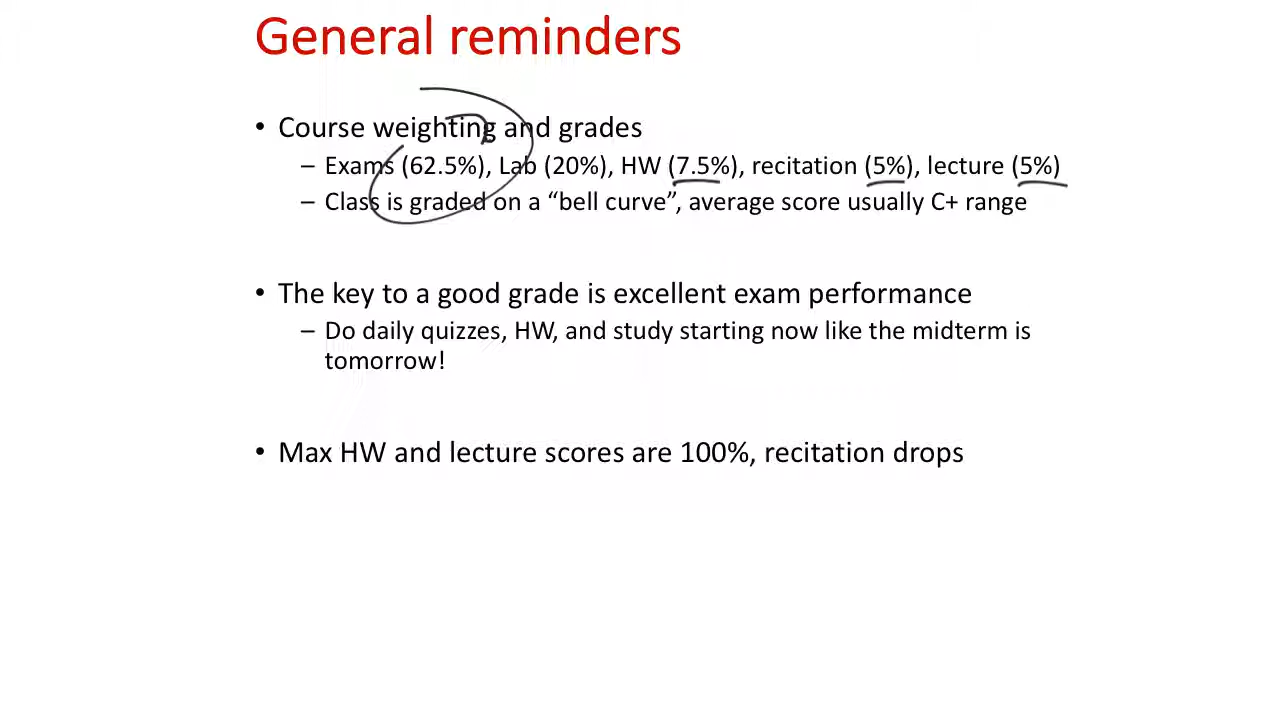 General reminders
• Course weighting and grades
– Exams (62.5%), Lab (20%), HW (7.5%), recitation (5%), lecture (5%)
– Class is graded on a “bell curve”, average score usually C+ range
• The key to a good grade is excellent exam performance
– Do daily quizzes, HW, and study starting now like the midterm is
tomorrow!
• Max HW and lecture scores are 100%, recitation drops